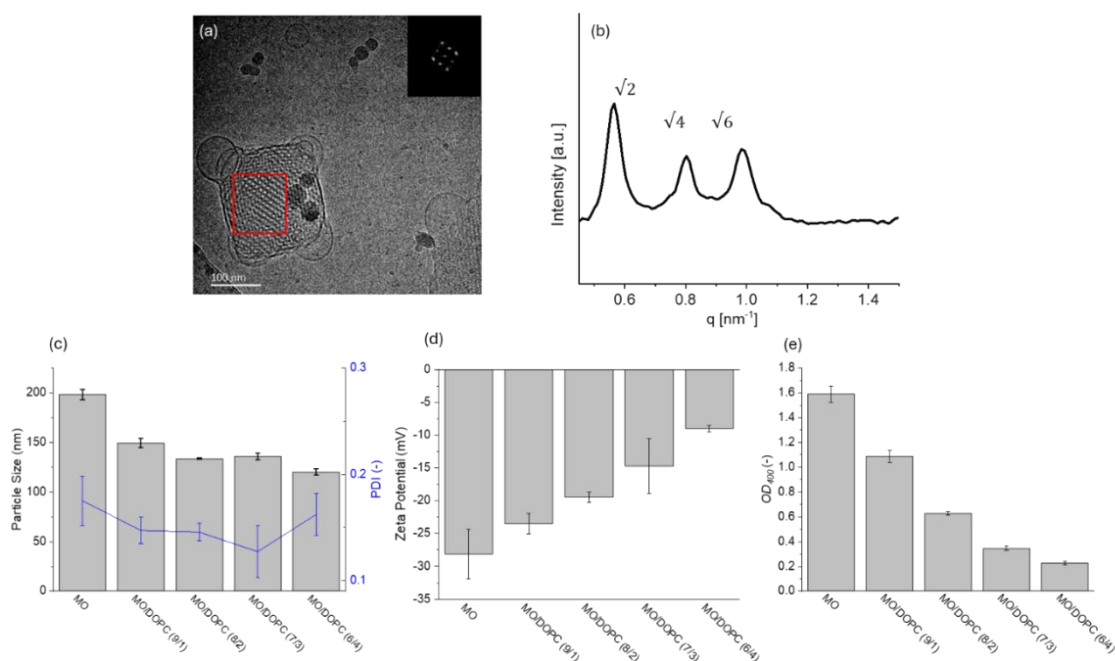 (a)
100 nm
(b)
√2
√4
√6
Intensity [a.u.]
0.6 0.8 1.0 1.2 1.4
q [nm⁻¹]
(c)
Particle Size (nm)
200
150
100
50
0
0.3
0.2
0.1
PDI (-)
MO
MO/DOPC (9/1)
MO/DOPC (8/2)
MO/DOPC (7/3)
MO/DOPC (6/4)
(d)
Zeta Potential (mV)
0
-5
-10
-15
-20
-25
-30
-35
MO
MO/DOPC (9/1)
MO/DOPC (8/2)
MO/DOPC (7/3)
MO/DOPC (6/4)
(e)
OD₄₀₀ (-)
1.8
1.6
1.4
1.2
1.0
0.8
0.6
0.4
0.2
0.0
MO
MO/DOPC (9/1)
MO/DOPC (8/2)
MO/DOPC (7/3)
MO/DOPC (6/4)